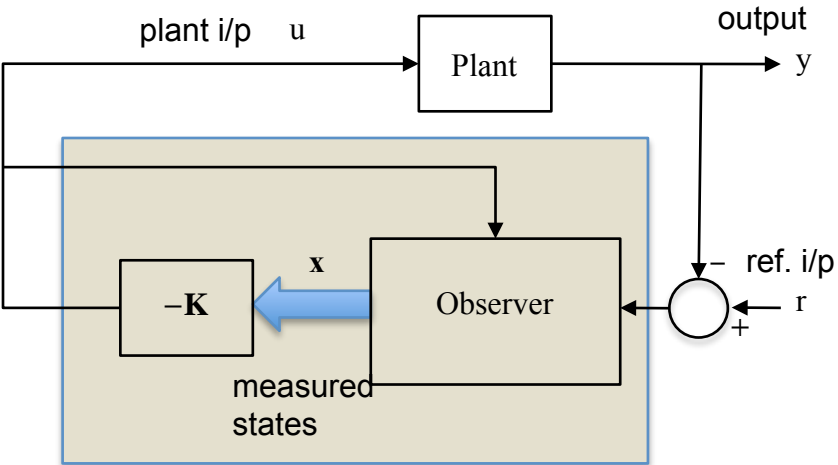 output
plant i/p u
Plant
y
− ref. i/p
x
−K
Observer
r
+
measured
states